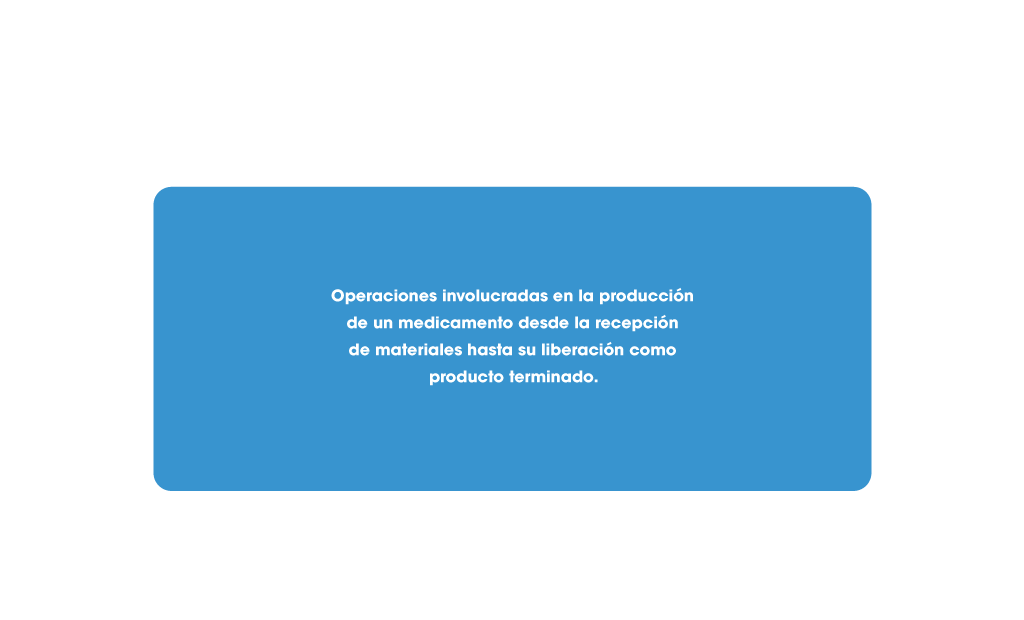 Operaciones involucradas en la producción
de un medicamento desde la recepción
de materiales hasta su liberación como
producto terminado.